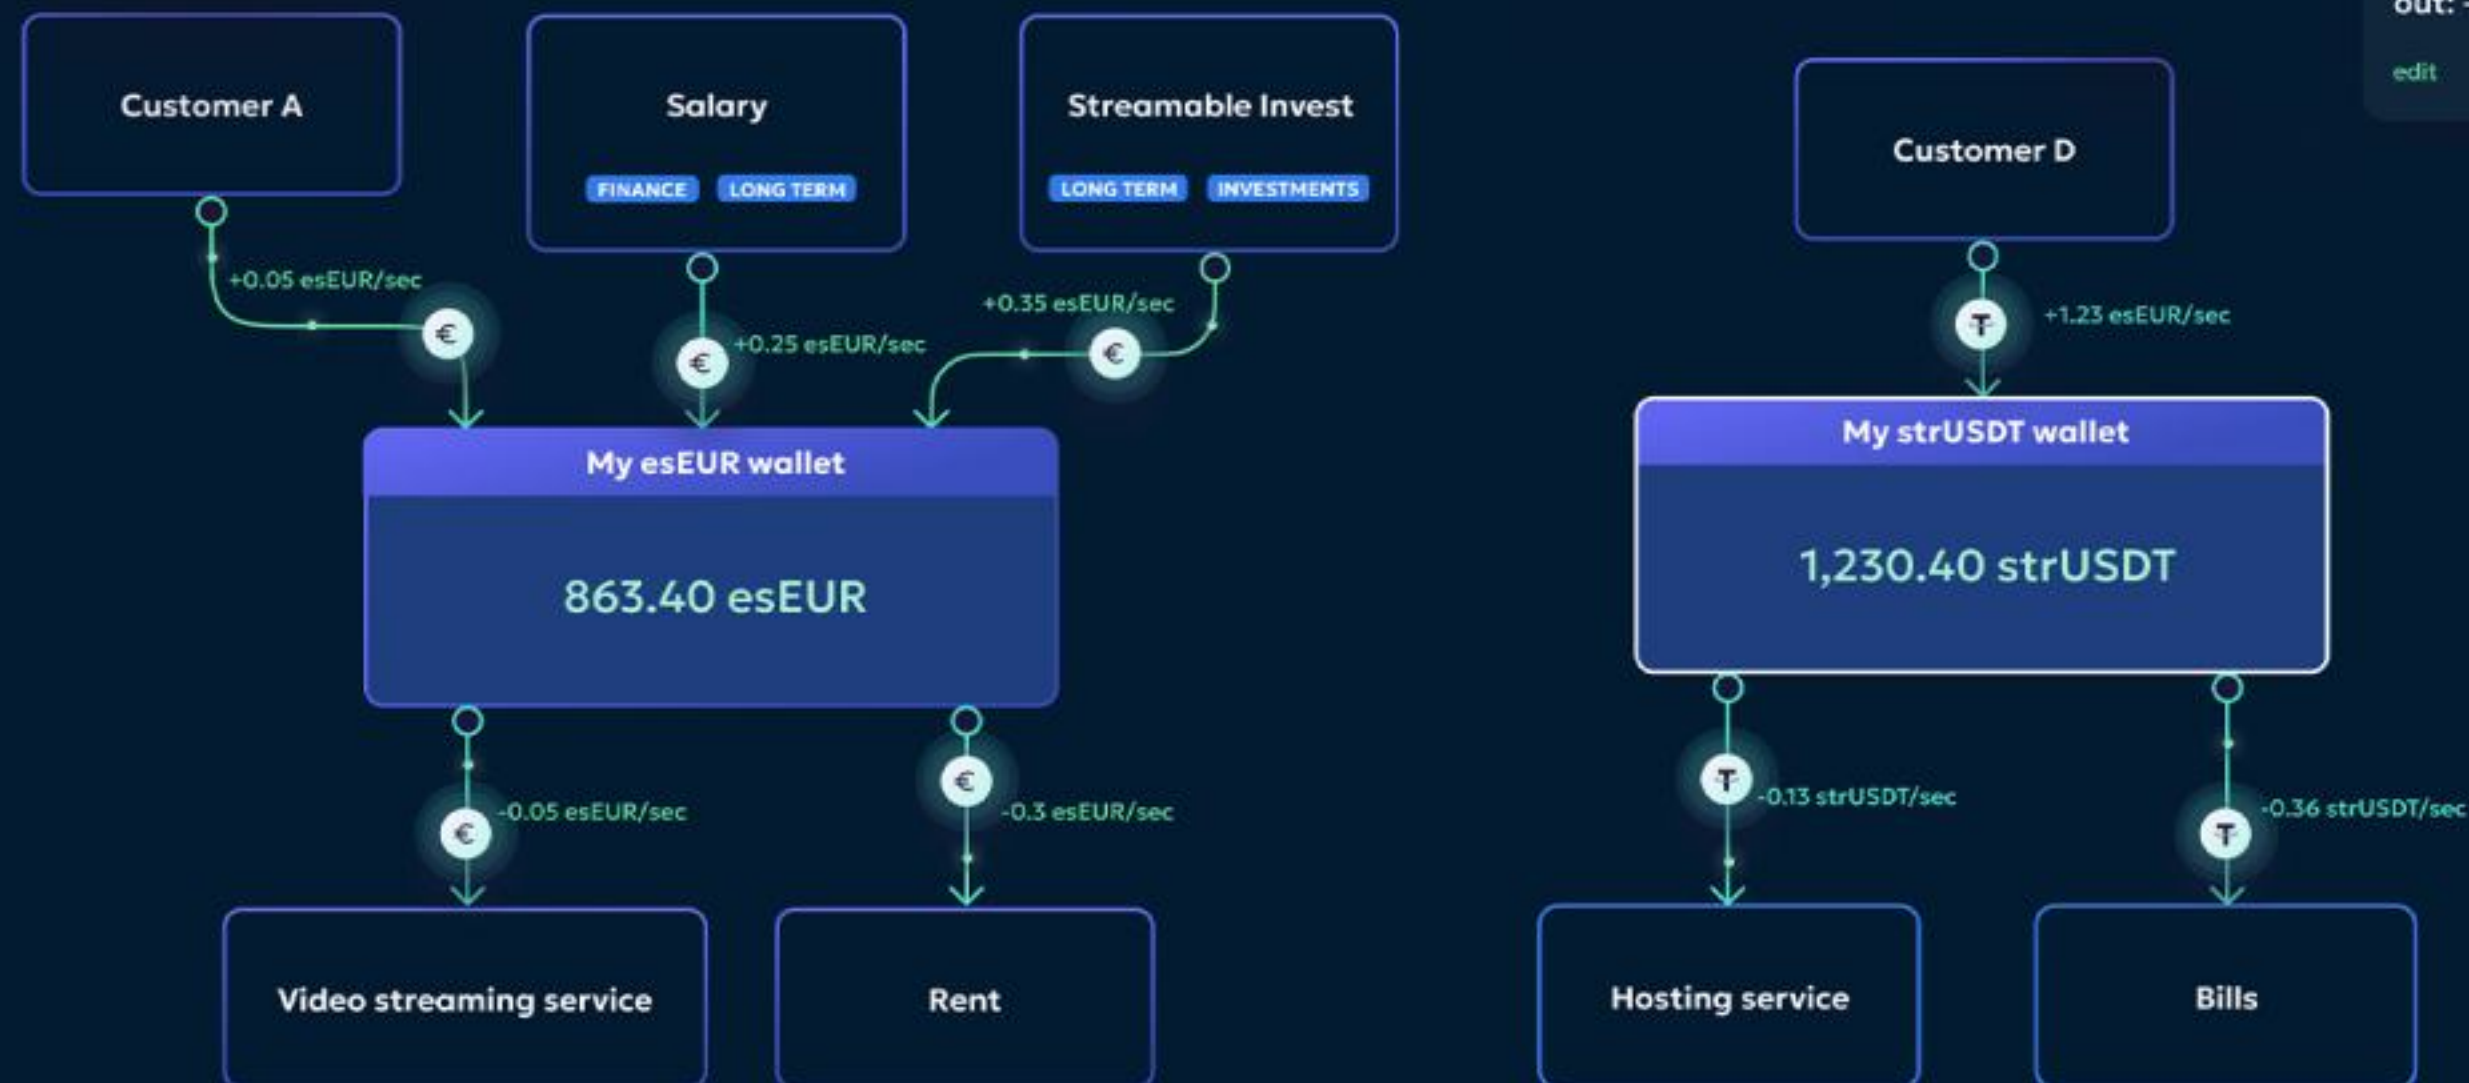 out: -
edit
Customer A
Salary
FINANCE LONG TERM
Streamable Invest
LONG TERM INVESTMENTS
Customer D
+0.05 esEUR/sec
+0.25 esEUR/sec
+0.35 esEUR/sec
+1.23 esEUR/sec
My esEUR wallet
863.40 esEUR
My strUSDT wallet
1,230.40 strUSDT
-0.05 esEUR/sec
-0.3 esEUR/sec
-0.13 strUSDT/sec
-0.36 strUSDT/sec
Video streaming service
Rent
Hosting service
Bills